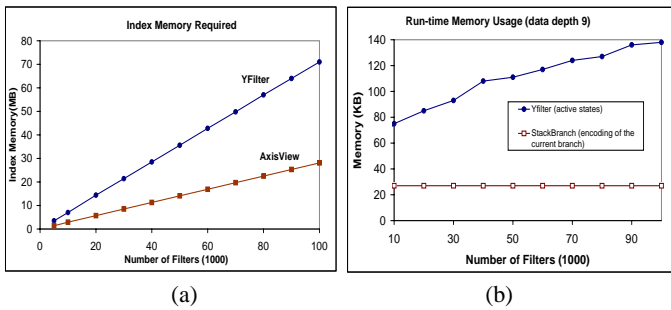 Index Memory Required
80
70
60
50
40
30
20
10
0
Index Memory(MB)
YFilter
AxisView
0 20 40 60 80 100
Number of Filters (1000)
(a)
Run-time Memory Usage (data depth 9)
140
120
100
80
60
40
20
0
Memory (KB)
Yfilter (active states)
StackBranch (encoding of the
current branch)
10 30 50 70 90
Number of Filters (1000)
(b)